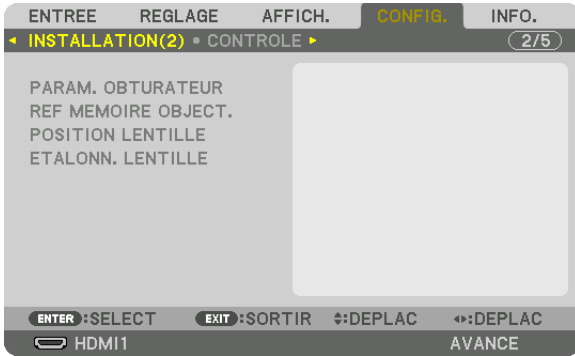 ENTREE REGLAGE AFFICH. CONFIG. INFO.
INSTALLATION(2) • CONTROLE 2/5
PARAM. OBTURATEUR
REF MEMOIRE OBJECT.
POSITION LENTILLE
ETALONN. LENTILLE
ENTER :SELECT EXIT :SORTIR :DEPLAC :DEPLAC
HDMI1 AVANCE